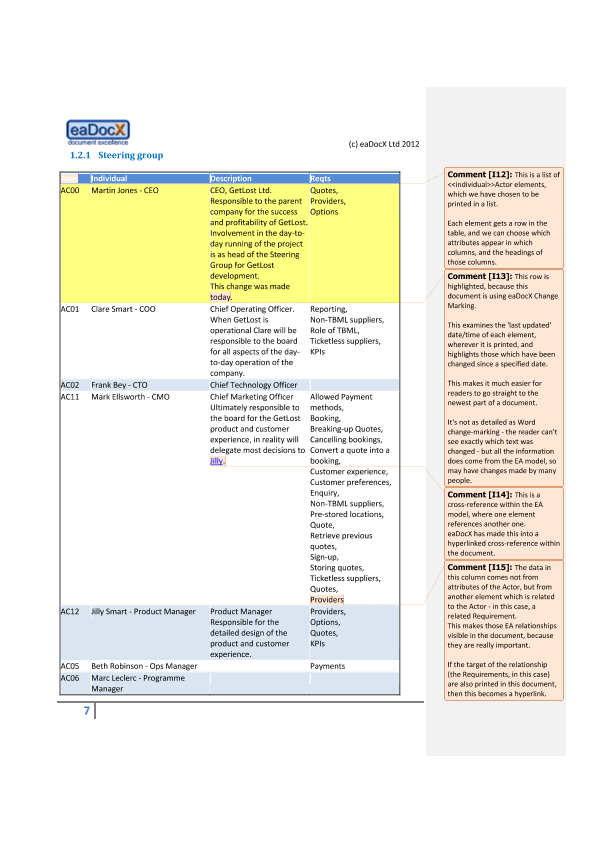 eaDocX
document excellence
(c) eaDocX Ltd 2012
1.2.1 Steering group
Individual Description Reqts
AC00 Martin Jones - CEO CEO, GetLost Ltd. Quotes,
Responsible to the parent Providers,
company for the success Options
and profitability of GetLost.
Involvement in the day-to-
day running of the project
is as head of the Steering
Group for GetLost
development.
This change was made
today.
AC01 Clare Smart - COO Chief Operating Officer. Reporting,
When GetLost is Non-TBML suppliers,
operational Clare will be Role of TBML,
responsible to the board Ticketless suppliers,
for all aspects of the day- KPIs
to-day operation of the
company.
AC02 Frank Bey - CTO Chief Technology Officer
AC11 Mark Ellsworth - CMO Chief Marketing Officer Allowed Payment
Ultimately responsible to methods,
the board for the GetLost Booking,
product and customer Breaking-up Quotes,
experience, in reality will Cancelling bookings,
delegate most decisions to Convert a quote into a
Jilly. booking,
Customer experience,
Customer preferences,
Enquiry,
Non-TBML suppliers,
Pre-stored locations,
Quote,
Retrieve previous
quotes,
Sign-up,
Storing quotes,
Ticketless suppliers,
Quotes,
Providers
AC12 Jilly Smart - Product Manager Product Manager Providers,
Responsible for the Options,
detailed design of the Quotes,
product and customer KPIs
experience.
AC05 Beth Robinson - Ops Manager Payments
AC06 Marc Leclerc - Programme
Manager
7
Comment [I12]: This is a list of
<<individual>>Actor elements,
which we have chosen to be
printed in a list.
Each element gets a row in the
table, and we can choose which
attributes appear in which
columns, and the headings of
those columns.
Comment [I13]: This row is
highlighted, because this
document is using eaDocX Change
Marking.
This examines the 'last updated'
date/time of each element,
wherever it is printed, and
highlights those which have been
changed since a specified date.
This makes it much easier for
readers to go straight to the
newest part of a document.
It's not as detailed as Word
change-marking - the reader can't
see exactly which text was
changed - but all the information
does come from the EA model, so
may have changes made by many
people.
Comment [I14]: This is a
cross-reference within the EA
model, where one element
references another one.
eaDocX has made this into a
hyperlinked cross-reference within
the document.
Comment [I15]: The data in
this column comes not from
attributes of the Actor, but from
another element which is related
to the Actor - in this case, a
related Requirement.
This makes those EA relationships
visible in the document, because
they are really important.
If the target of the relationship
(the Requirements, in this case)
are also printed in this document,
then this becomes a hyperlink.